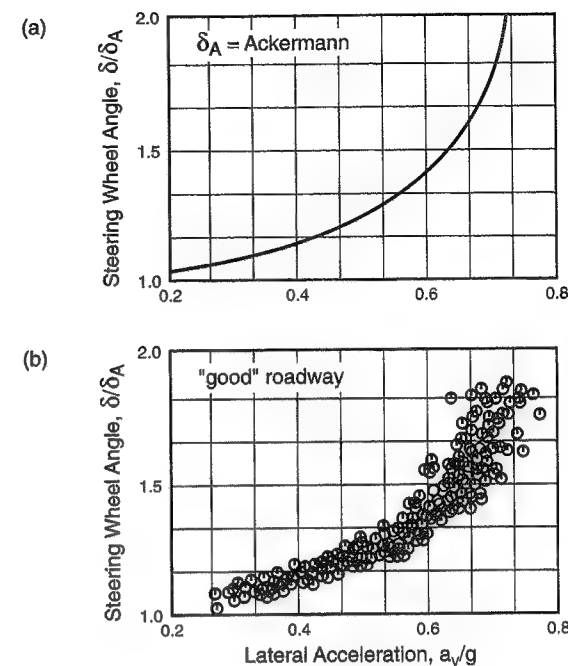 (a)
Steering Wheel Angle, δ/δA
2.0
1.5
1.0
δA = Ackermann
0.2
0.4
0.6
0.8
(b)
Steering Wheel Angle, δ/δA
2.0
1.5
1.0
"good" roadway
0.2
0.4
0.6
0.8
Lateral Acceleration, ay/g